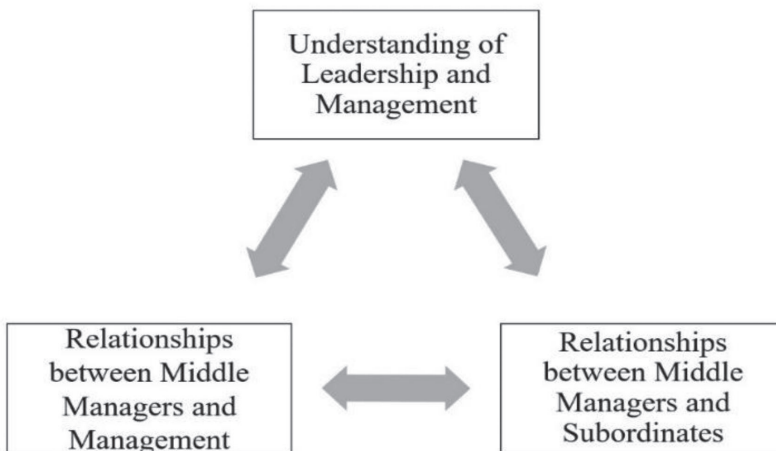 Understanding of
Leadership and
Management
Relationships
between Middle
Managers and
Management
Relationships
between Middle
Managers and
Subordinates